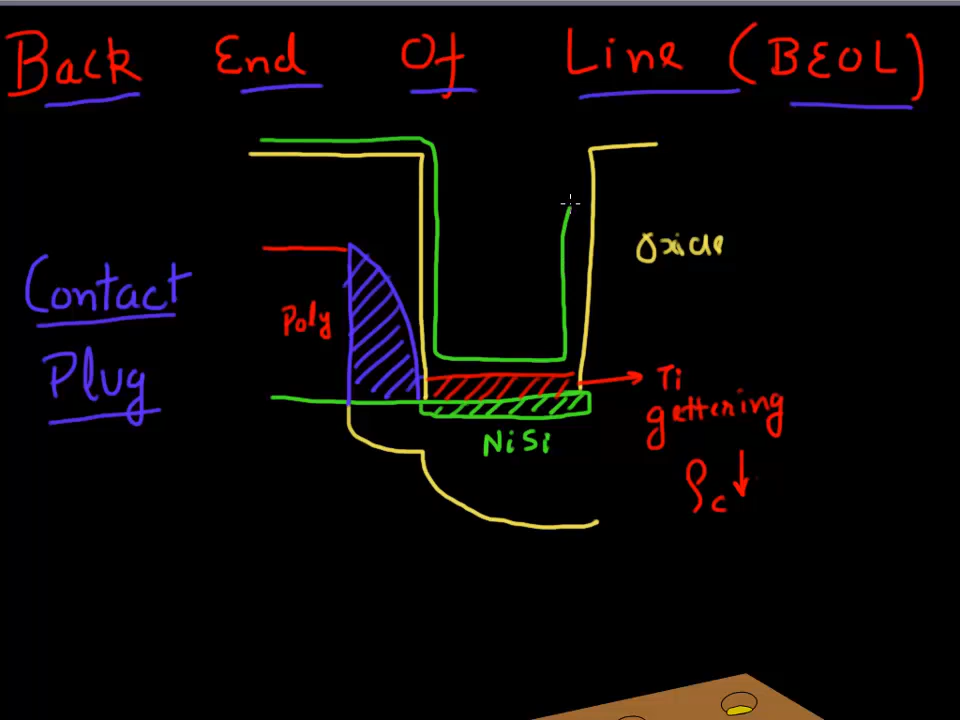 Back End Of Line (BEOL)
Contact
Plug
Poly
Oxide
Ti
gettering
ρc ↓
NiSi